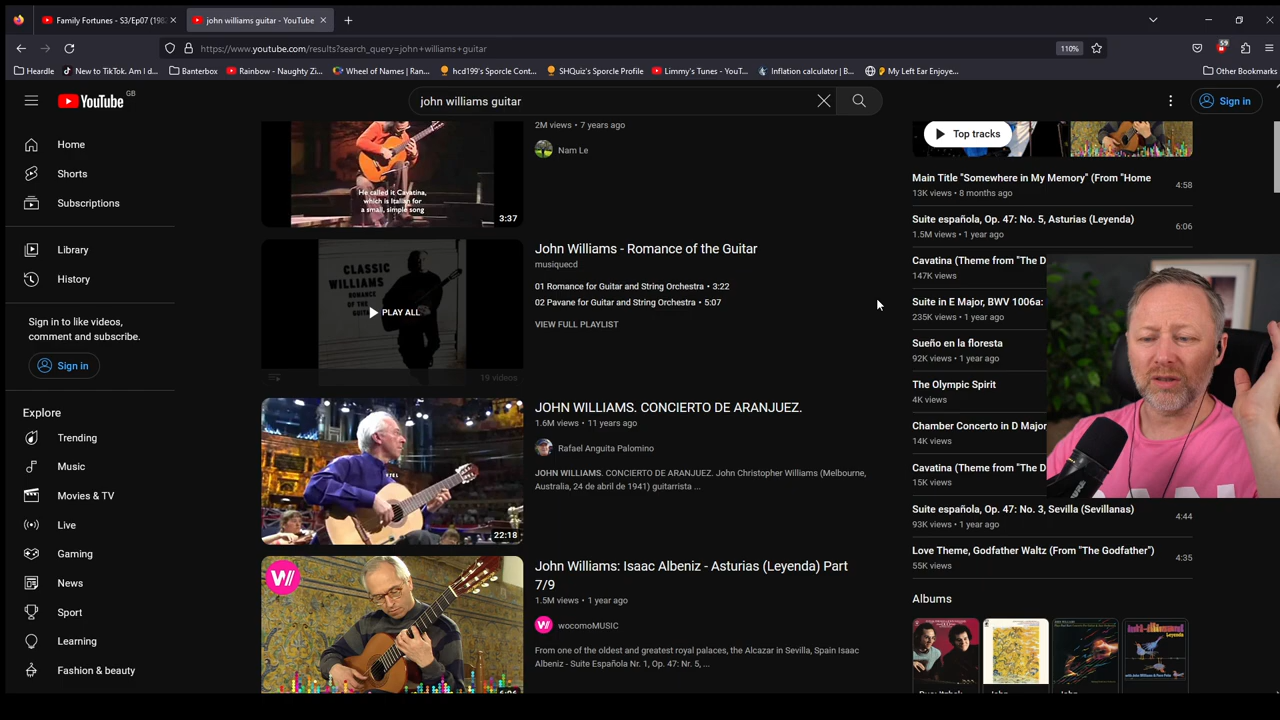 Family Fortunes - S3/Ep07 (198
john williams guitar - YouTube
https://www.youtube.com/results?search_query=john+williams+guitar
110%
59
Heardle
New to TikTok. Am I d...
Banterbox
Rainbow - Naughty Zi...
Wheel of Names | Ran...
hcd199's Sporcle Cont...
SHQuiz's Sporcle Profile
Limmy's Tunes - YouT...
Inflation calculator | B...
My Left Ear Enjoye...
Other Bookmarks
YouTube GB
john williams guitar
Sign in
Home
Shorts
Subscriptions
Library
History
Sign in to like videos,
comment and subscribe.
Sign in
Explore
Trending
Music
Movies & TV
Live
Gaming
News
Sport
Learning
Fashion & beauty
He called it Cavatina,
which is Italian for
a small, simple song
3:37
2M views • 7 years ago
Nam Le
CLASSIC
WILLIAMS
ROMANCE
OF THE
GUITAR
PLAY ALL
19 videos
John Williams - Romance of the Guitar
musiquecd
01 Romance for Guitar and String Orchestra • 3:22
02 Pavane for Guitar and String Orchestra • 5:07
VIEW FULL PLAYLIST
22:18
JOHN WILLIAMS. CONCIERTO DE ARANJUEZ.
1.6M views • 11 years ago
Rafael Anguita Palomino
JOHN WILLIAMS. CONCIERTO DE ARANJUEZ. John Christopher Williams (Melbourne,
Australia, 24 de abril de 1941) guitarrista ...
John Williams: Isaac Albeniz - Asturias (Leyenda) Part
7/9
1.5M views • 1 year ago
wocomoMUSIC
From one of the oldest and greatest royal palaces, the Alcazar in Sevilla, Spain Isaac
Albeniz - Suite Española Nr. 1, Op. 47: Nr. 5, ...
Top tracks
Main Title "Somewhere in My Memory" (From "Home
13K views • 8 months ago
4:58
Suite española, Op. 47: No. 5, Asturias (Leyenda)
1.5M views • 1 year ago
6:06
Cavatina (Theme from "The D
147K views
Suite in E Major, BWV 1006a:
235K views • 1 year ago
Sueño en la floresta
92K views • 1 year ago
The Olympic Spirit
4K views
Chamber Concerto in D Major
14K views
Cavatina (Theme from "The D
15K views
Suite española, Op. 47: No. 3, Sevilla (Sevillanas)
93K views • 1 year ago
4:44
Love Theme, Godfather Waltz (From "The Godfather")
55K views
4:35
Albums